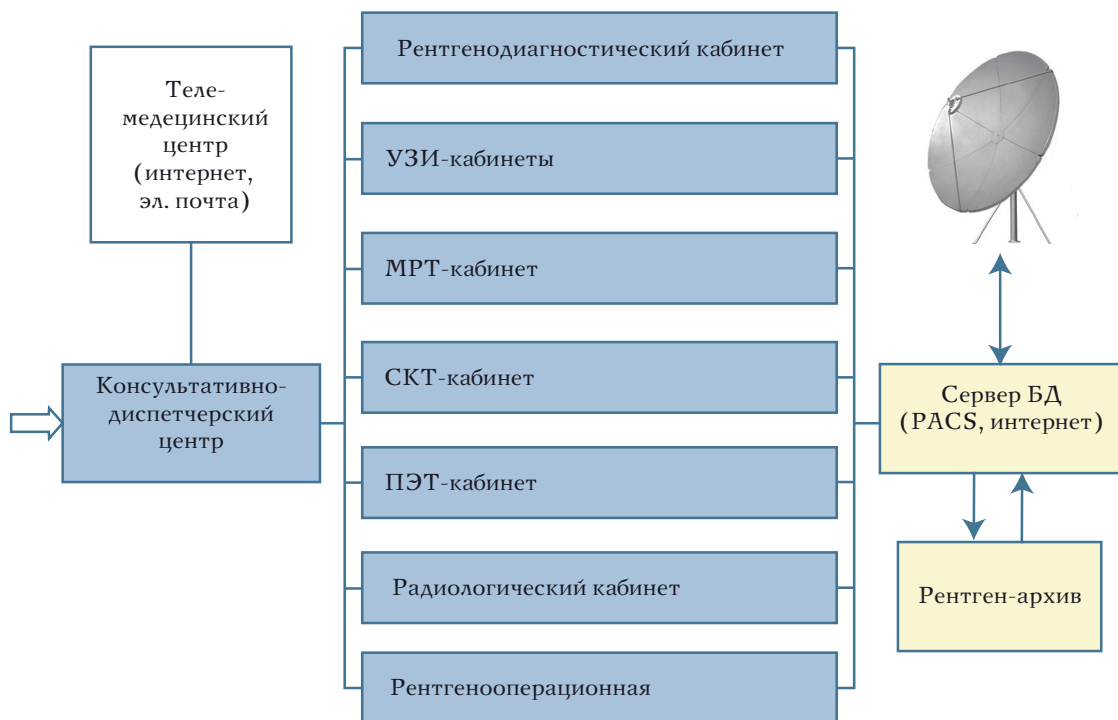 Теле-
медецинский
центр
(интернет,
эл. почта)
Консультативно-
диспетчерский
центр
Рентгенодиагностический кабинет
УЗИ-кабинеты
МРТ-кабинет
СКТ-кабинет
ПЭТ-кабинет
Радиологический кабинет
Рентгенооперационная
Сервер БД
(PACS, интернет)
Рентген-архив